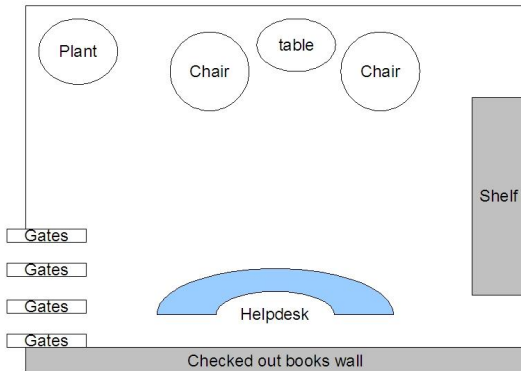 Plant
table
Chair
Chair
Shelf
Gates
Gates
Gates
Helpdesk
Gates
Checked out books wall